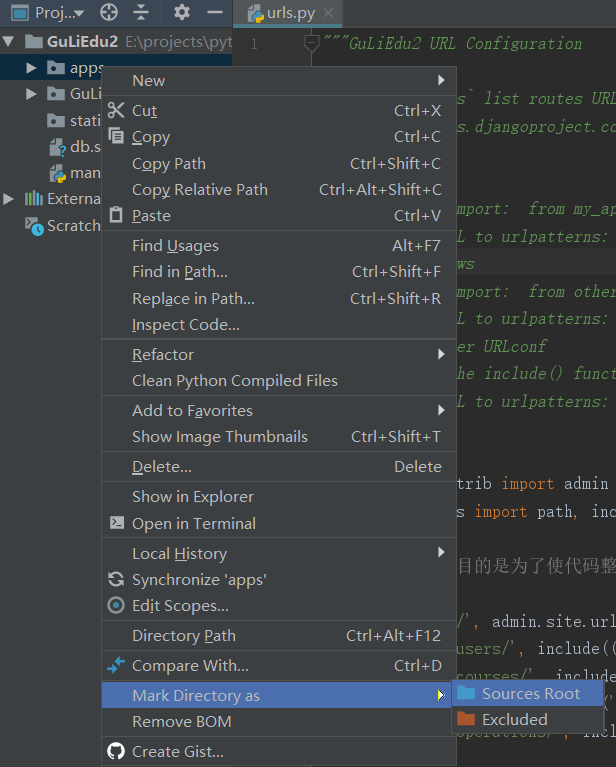 Proj...
urls.py
GuLiEdu2 E:\projects\pyt
1 """GuLiEdu2 URL Configuration
apps
New
GuLi
s` list routes URL
Cut Ctrl+X
stati
s.djangoproject.co
Copy Ctrl+C
db.s
Copy Path Ctrl+Shift+C
man
Copy Relative Path Ctrl+Alt+Shift+C
Externa
mport: from my_ap
Paste Ctrl+V
Scratch
L to urlpatterns:
Find Usages Alt+F7
ws
Find in Path... Ctrl+Shift+F
mport: from other
Replace in Path... Ctrl+Shift+R
L to urlpatterns:
Inspect Code...
er URLconf
Refactor
he include() funct
Clean Python Compiled Files
L to urlpatterns:
Add to Favorites
Show Image Thumbnails Ctrl+Shift+T
Delete... Delete
trib import admin
Show in Explorer
s import path, inc
Open in Terminal
Local History
目的是为了使代码整
Synchronize 'apps'
Edit Scopes...
/', admin.site.url
Directory Path Ctrl+Alt+F12
users/', include((
Compare With... Ctrl+D
courses/', include
Mark Directory as
Sources Root
Remove BOM
Excluded
operations/', incl
Create Gist...